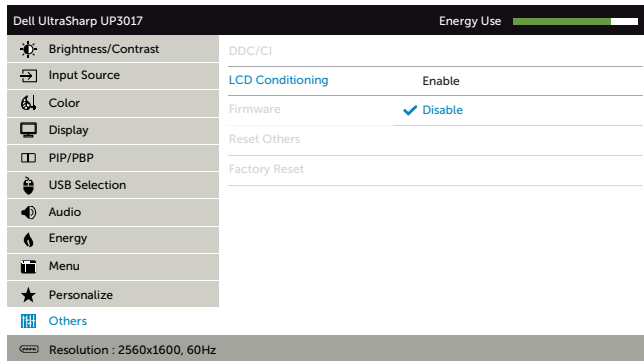 Dell UltraSharp UP3017 Energy Use
Brightness/Contrast DDC/CI
Input Source LCD Conditioning Enable
Color Firmware Disable
Display Reset Others
PIP/PBP Factory Reset
USB Selection
Audio
Energy
Menu
Personalize
Others
Resolution : 2560x1600, 60Hz